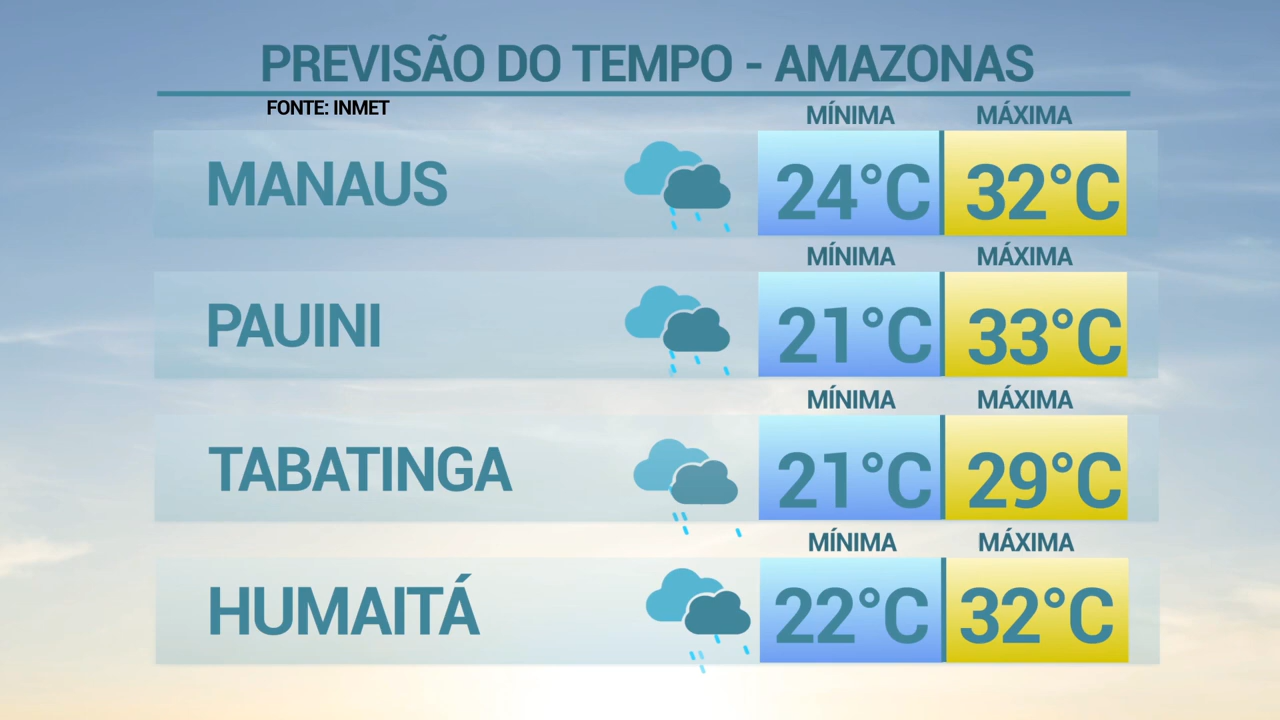 PREVISÃO DO TEMPO - AMAZONAS
FONTE: INMET
MÍNIMA MÁXIMA
MANAUS 24°C 32°C
MÍNIMA MÁXIMA
PAUINI 21°C 33°C
MÍNIMA MÁXIMA
TABATINGA 21°C 29°C
MÍNIMA MÁXIMA
HUMAITÁ 22°C 32°C